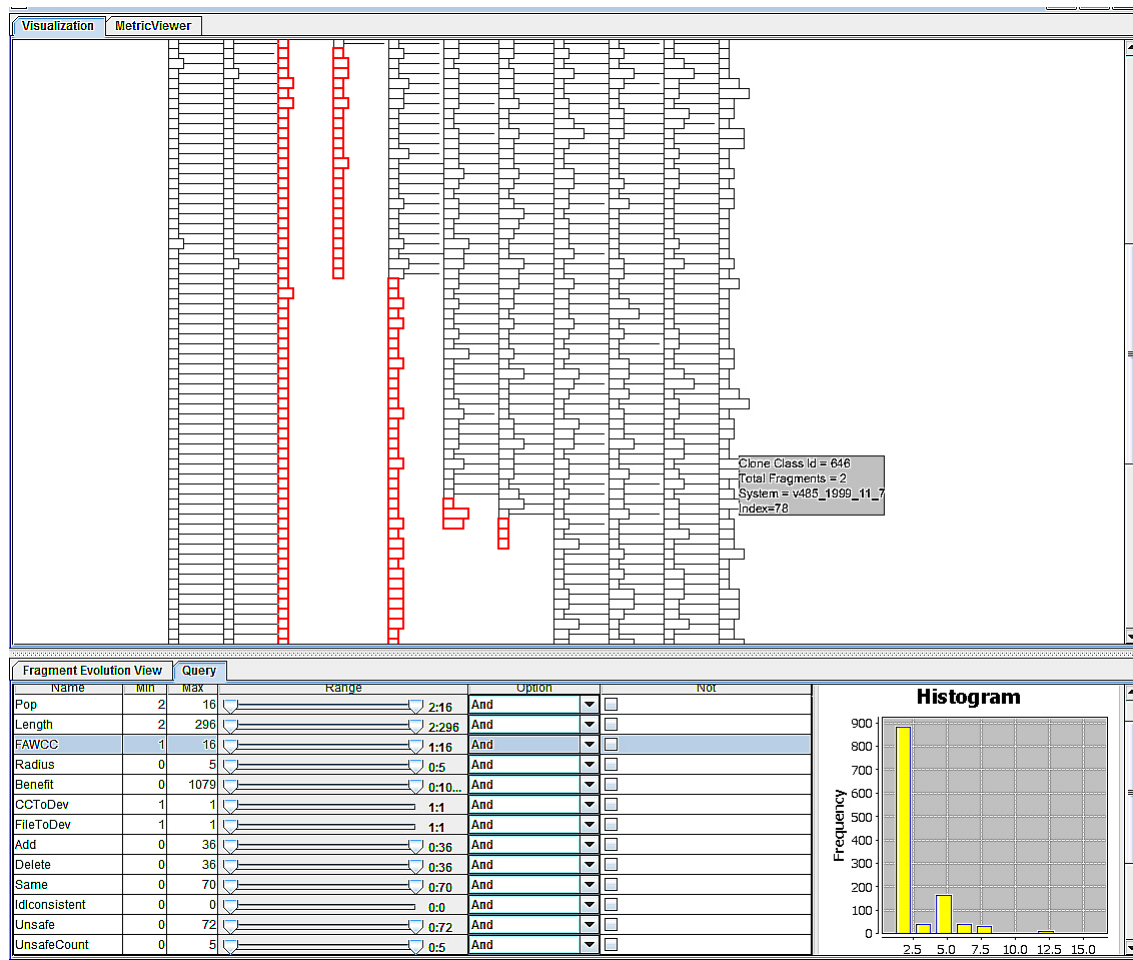 Visualization MetricViewer
Clone Class Id = 646
Total Fragments = 2
System = v485_1999_11_7
Index=78
Fragment Evolution View Query
Name Min Max Range Option Not
Pop 2 16 2:16 And
Length 2 296 2:296 And
FAWCC 1 16 1:16 And
Radius 0 5 0:5 And
Benefit 0 1079 0:10... And
CCToDev 1 1 1:1 And
FileToDev 1 1 1:1 And
Add 0 36 0:36 And
Delete 0 36 0:36 And
Same 0 70 0:70 And
IdIconsistent 0 0 0:0 And
Unsafe 0 72 0:72 And
UnsafeCount 0 5 0:5 And
Histogram
Frequency
900
800
700
600
500
400
300
200
100
0
2.5 5.0 7.5 10.0 12.5 15.0